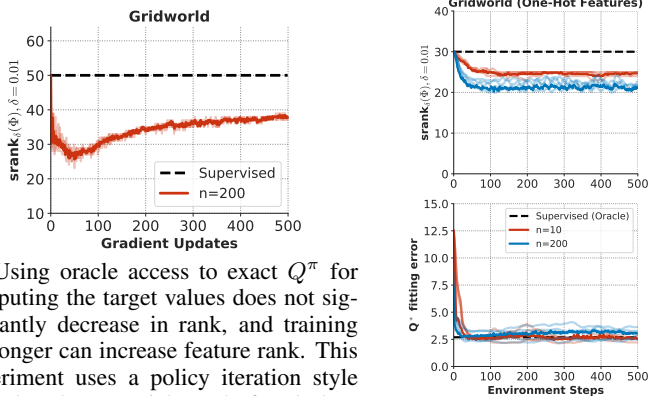 Gridworld
60
50
40
30
20
10
srank_δ(Φ), δ = 0.01
Supervised
n=200
0 100 200 300 400 500
Gradient Updates
Using oracle access to exact Q^π for
puting the target values does not sig-
antly decrease in rank, and training
onger can increase feature rank. This
eriment uses a policy iteration style
Gridworld (One-Hot Features)
40
30
20
10
0
srank_δ(Φ), δ = 0.01
0 100 200 300 400 500
15.0
12.5
10.0
7.5
5.0
2.5
0.0
Q* fitting error
Supervised (Oracle)
n=10
n=200
0 100 200 300 400 500
Environment Steps